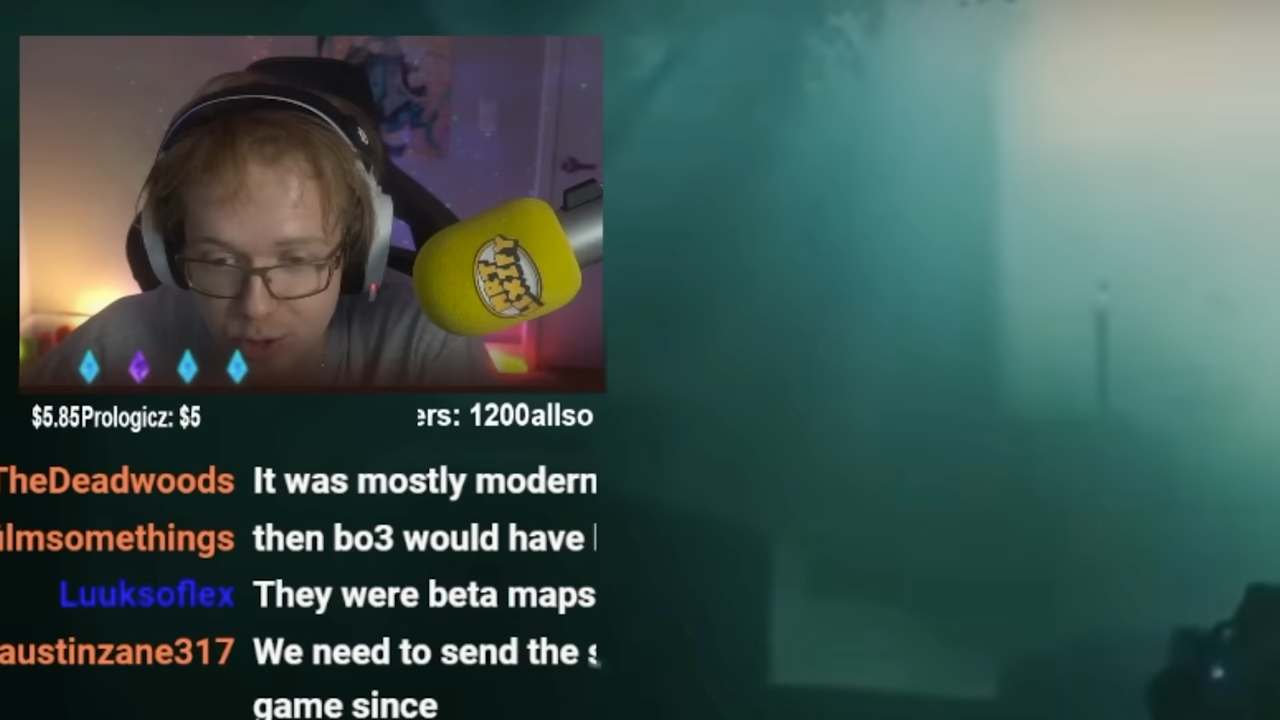 $5.85Prologicz: $5
ers: 1200allso
TheDeadwoods It was mostly modern
ilmsomethings then bo3 would have
Luuksoflex They were beta maps
austinzane317 We need to send the s
game since